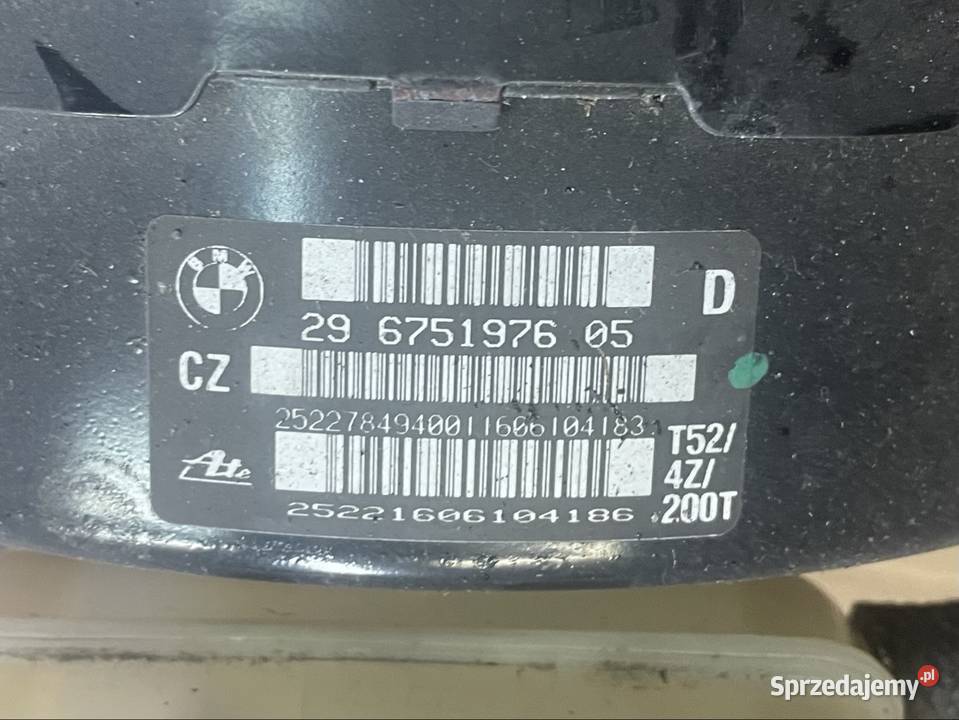 BMW
D
29 6751976 05
CZ
2522784940011606104183
Ate
T52/
4Z/
200T
25221606104186
Sprzedajemy.pl